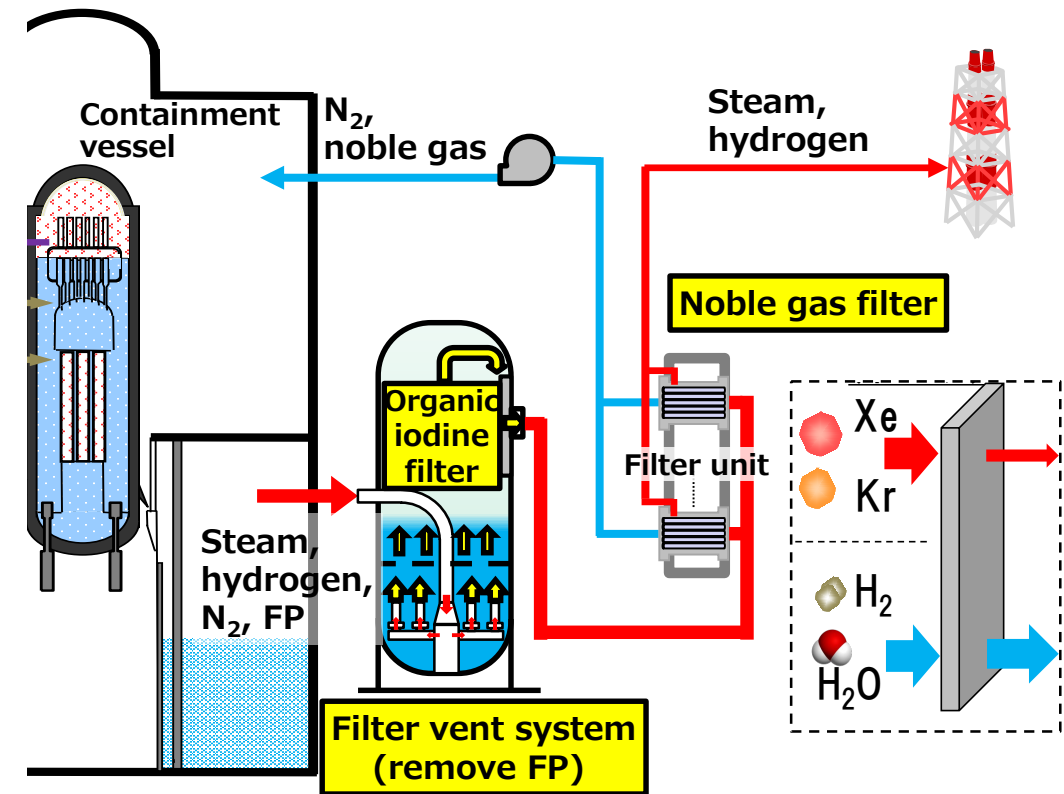 Containment
vessel
N₂,
noble gas
Steam,
hydrogen
Noble gas filter
Organic
iodine
filter
Filter unit
Steam,
hydrogen,
N₂, FP
Filter vent system
(remove FP)
Xe
Kr
H₂
H₂O